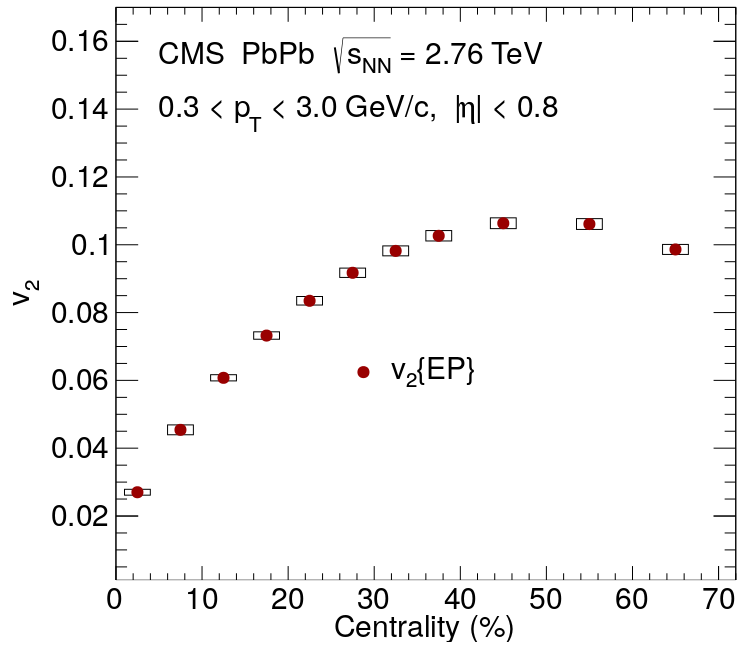 CMS PbPb √sNN = 2.76 TeV
0.3 < pT < 3.0 GeV/c, |η| < 0.8
0.16
0.14
0.12
0.1
0.08
0.06
0.04
0.02
v2
v2{EP}
0 10 20 30 40 50 60 70
Centrality (%)